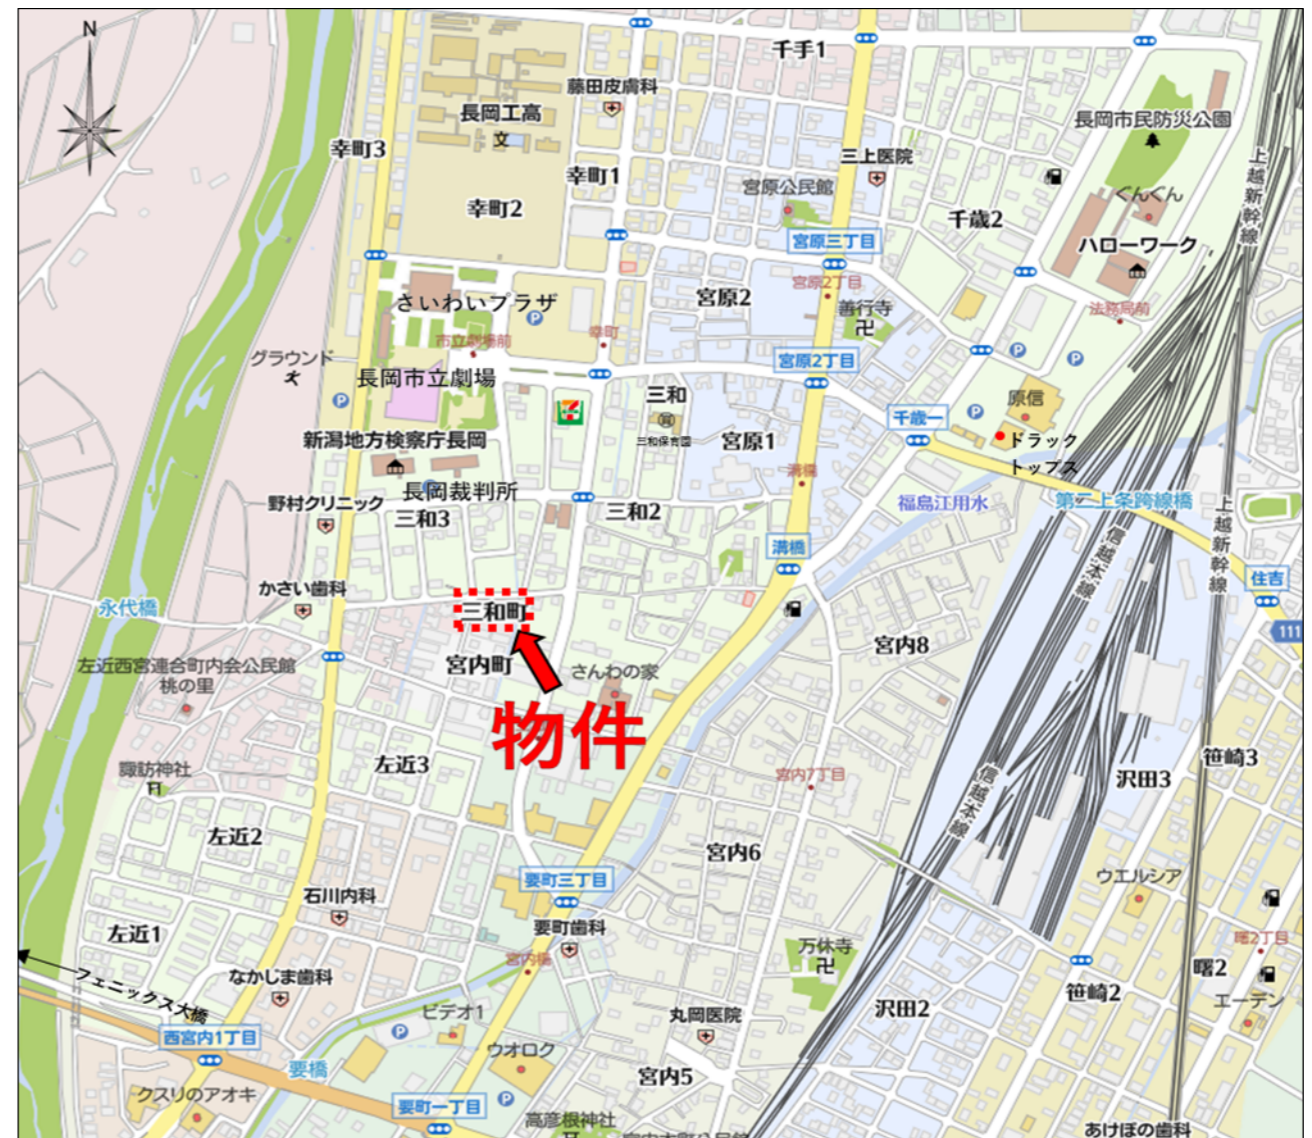 N
千手1
藤田皮膚科
長岡工高
文
長岡市民防災公園
幸町3
幸町1
三上医院
宮原公民館
幸町2
千歳2
ぐんぐん
上越新幹線
宮原三丁目
ハローワーク
宮原2丁目
宮原2
さいわいプラザ
P
善行寺
卍
法務局前
幸町
市立劇場前
グラウンド
宮原2丁目
P
P
長岡市立劇場
三和
P
原信
P
千歳一
三和保育園
宮原1
ドラック
トップス
新潟地方検察庁長岡
溝橋
長岡裁判所
野村クリニック
三和3
三和2
福島江用水
第二上条跨線橋
上越新幹線
信越本線
溝橋
住吉
かさい歯科
永代橋
三和町
111
宮内8
左近西宮連合町内会公民館
桃の里
宮内町
さんわの家
物件
諏訪神社
左近3
宮内7丁目
信越本線
沢田3
笹崎3
左近2
宮内6
要町三丁目
ウエルシア
石川内科
左近1
要町歯科
宮内橋
万休寺
卍
曙2丁目
曙2
フェニックス大橋
なかじま歯科
笹崎2
エーデン
沢田2
ビデオ1
P
丸岡医院
西宮内1丁目
要橋
ウオロク
宮内5
クスリのアオキ
要町一丁目
P
高彦根神社
あけぼの歯科